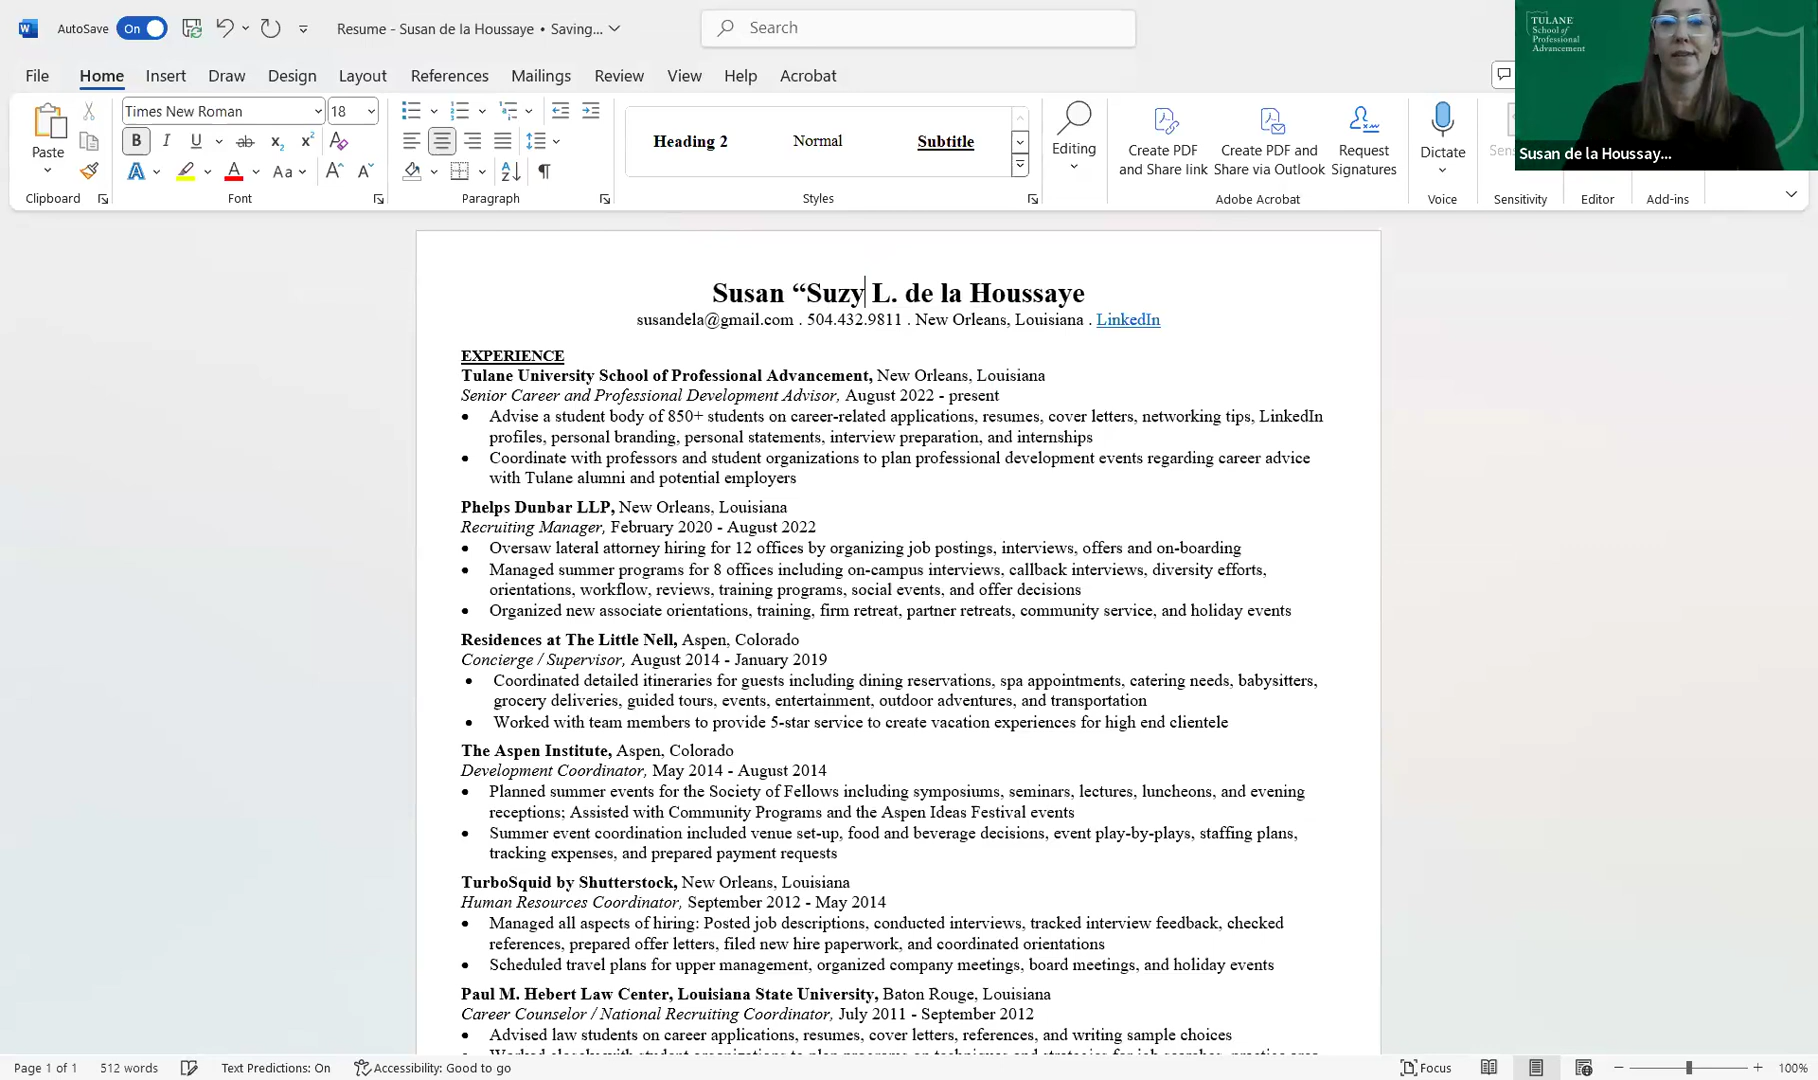 AutoSave On Resume - Susan de la Houssaye • Saving... Search
TULANE
School of
Professional
Advancement
File Home Insert Draw Design Layout References Mailings Review View Help Acrobat
Times New Roman 18
Heading 2 Normal Subtitle
Paste Editing Create PDF and Share link Create PDF and Share via Outlook Request Signatures Dictate
Susan de la Houssay...
Clipboard Font Paragraph Styles Adobe Acrobat Voice Sensitivity Editor Add-ins
Susan “Suzy L. de la Houssaye
susandela@gmail.com . 504.432.9811 . New Orleans, Louisiana . LinkedIn
EXPERIENCE
Tulane University School of Professional Advancement, New Orleans, Louisiana
Senior Career and Professional Development Advisor, August 2022 - present
• Advise a student body of 850+ students on career-related applications, resumes, cover letters, networking tips, LinkedIn
profiles, personal branding, personal statements, interview preparation, and internships
• Coordinate with professors and student organizations to plan professional development events regarding career advice
with Tulane alumni and potential employers
Phelps Dunbar LLP, New Orleans, Louisiana
Recruiting Manager, February 2020 - August 2022
• Oversaw lateral attorney hiring for 12 offices by organizing job postings, interviews, offers and on-boarding
• Managed summer programs for 8 offices including on-campus interviews, callback interviews, diversity efforts,
orientations, workflow, reviews, training programs, social events, and offer decisions
• Organized new associate orientations, training, firm retreat, partner retreats, community service, and holiday events
Residences at The Little Nell, Aspen, Colorado
Concierge / Supervisor, August 2014 - January 2019
• Coordinated detailed itineraries for guests including dining reservations, spa appointments, catering needs, babysitters,
grocery deliveries, guided tours, events, entertainment, outdoor adventures, and transportation
• Worked with team members to provide 5-star service to create vacation experiences for high end clientele
The Aspen Institute, Aspen, Colorado
Development Coordinator, May 2014 - August 2014
• Planned summer events for the Society of Fellows including symposiums, seminars, lectures, luncheons, and evening
receptions; Assisted with Community Programs and the Aspen Ideas Festival events
• Summer event coordination included venue set-up, food and beverage decisions, event play-by-plays, staffing plans,
tracking expenses, and prepared payment requests
TurboSquid by Shutterstock, New Orleans, Louisiana
Human Resources Coordinator, September 2012 - May 2014
• Managed all aspects of hiring: Posted job descriptions, conducted interviews, tracked interview feedback, checked
references, prepared offer letters, filed new hire paperwork, and coordinated orientations
• Scheduled travel plans for upper management, organized company meetings, board meetings, and holiday events
Paul M. Hebert Law Center, Louisiana State University, Baton Rouge, Louisiana
Career Counselor / National Recruiting Coordinator, July 2011 - September 2012
• Advised law students on career applications, resumes, cover letters, references, and writing sample choices
Page 1 of 1 512 words Text Predictions: On Accessibility: Good to go Focus 100%